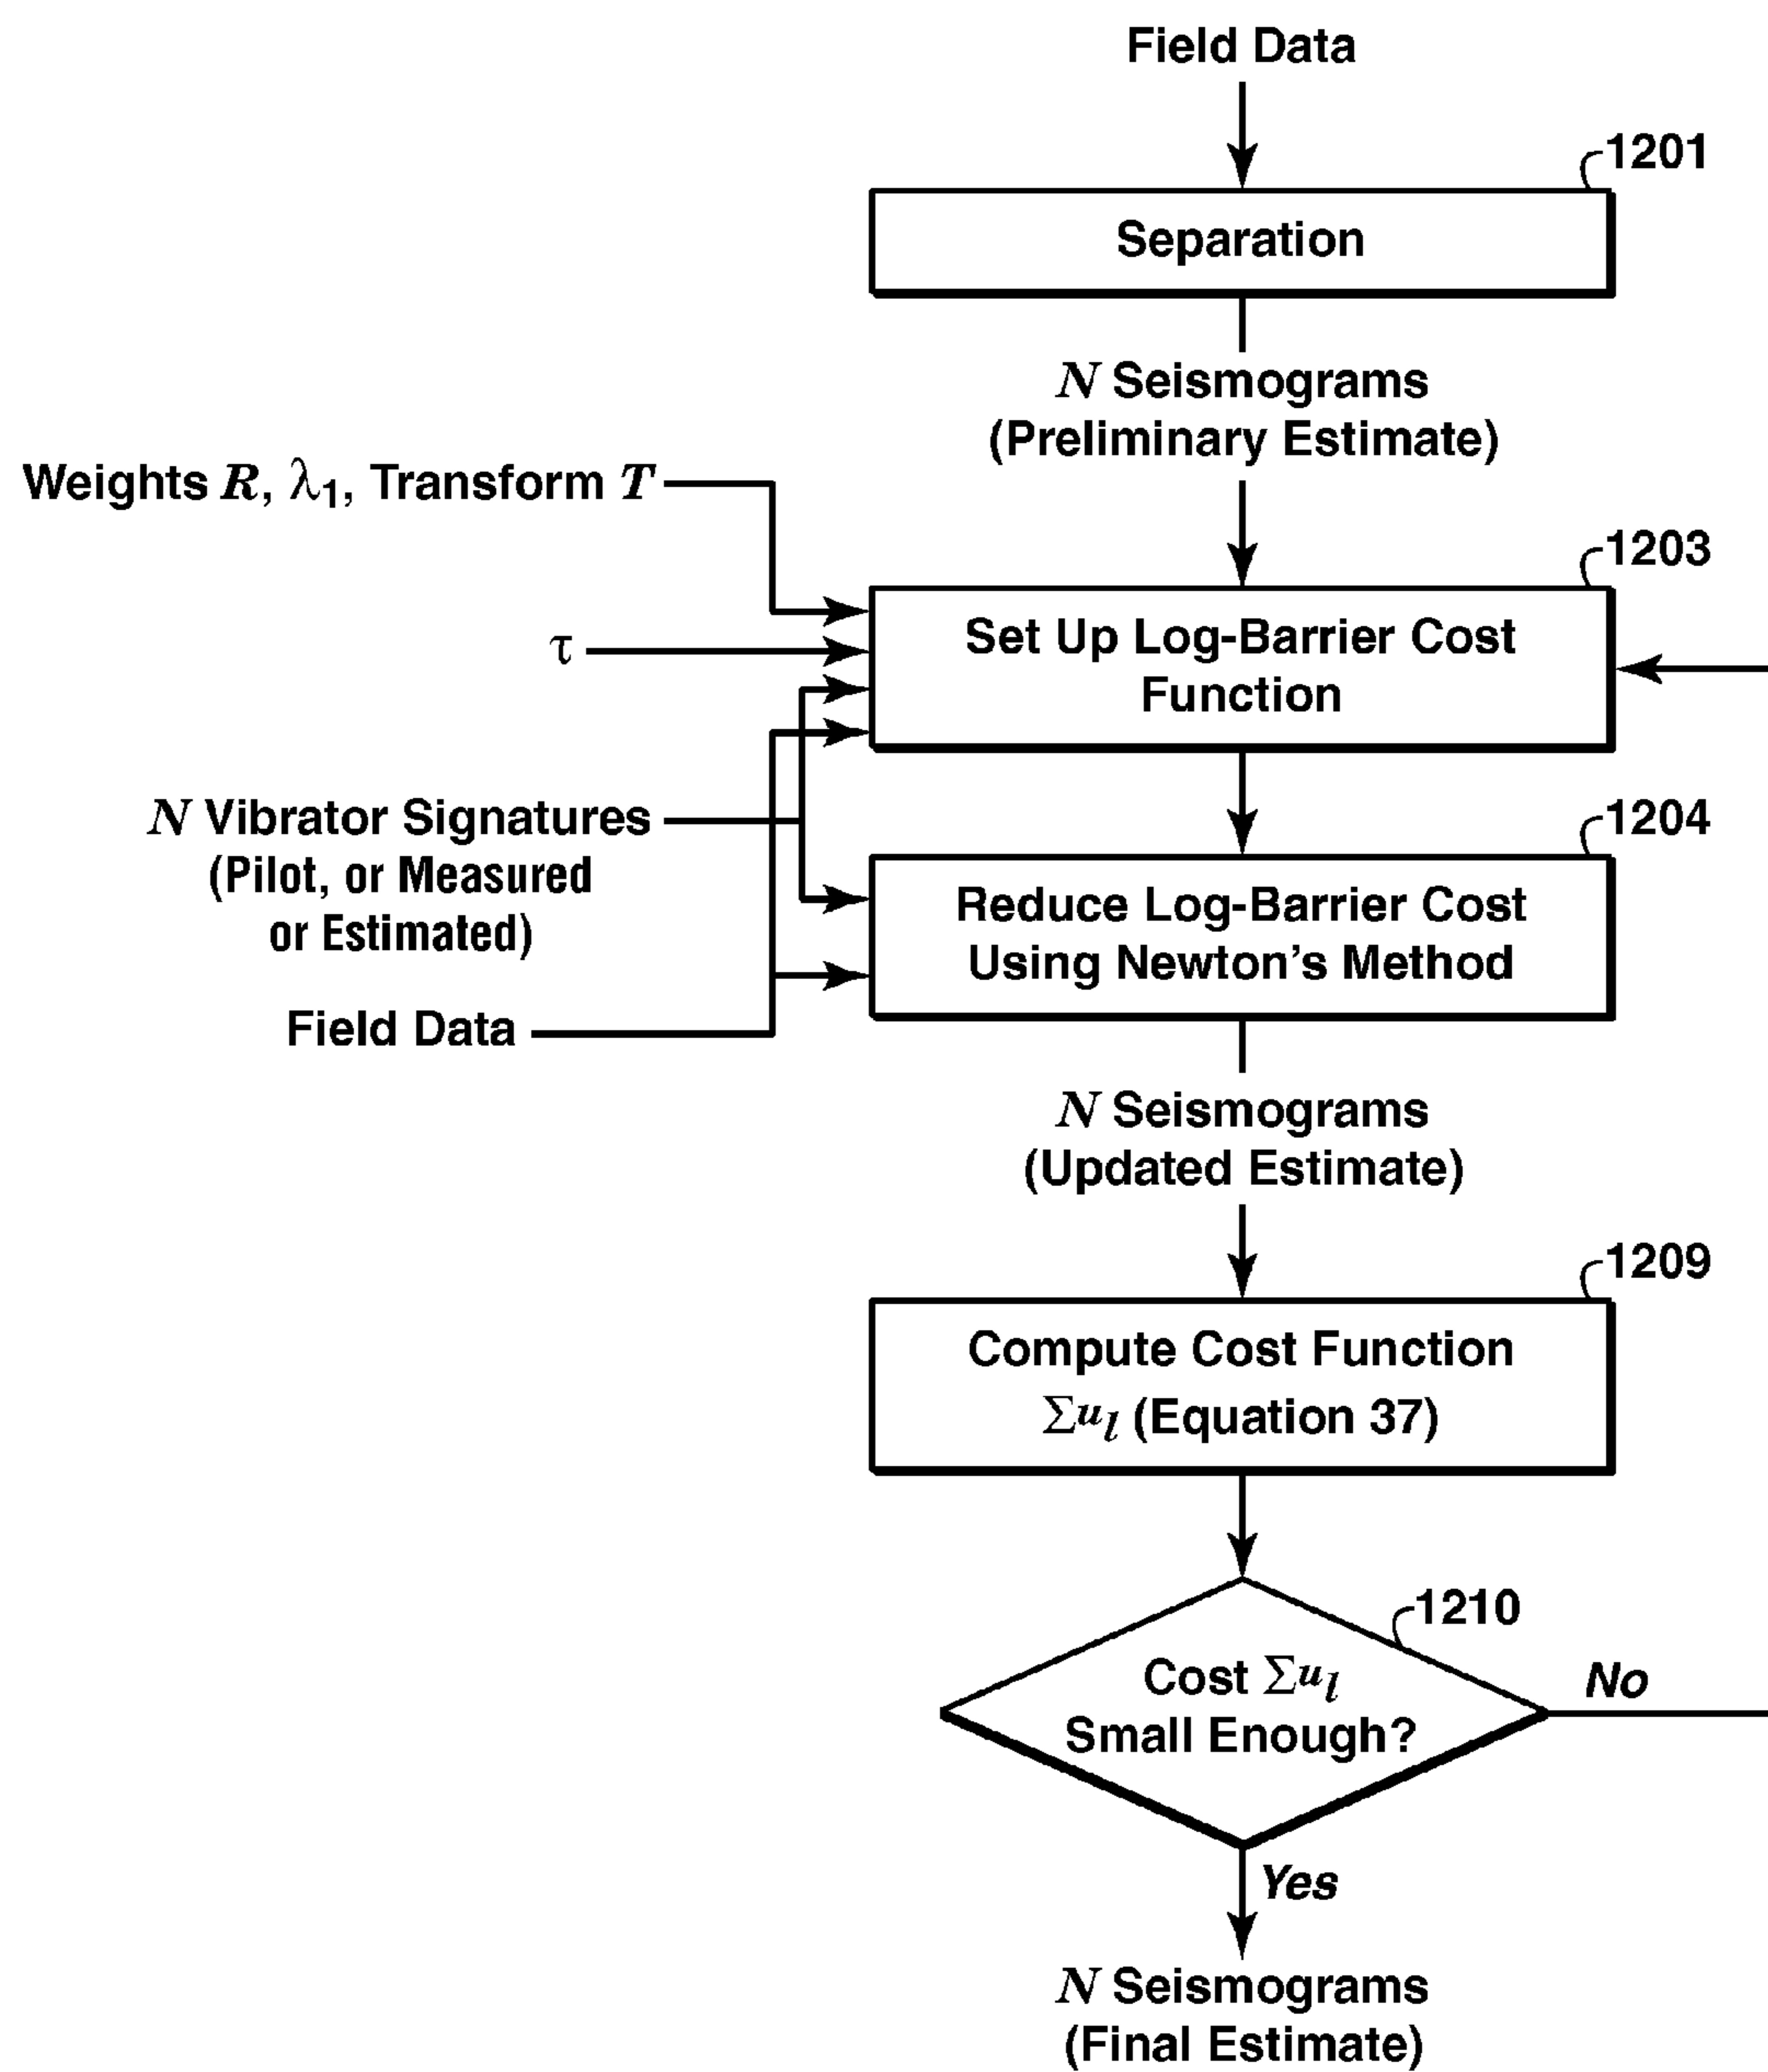 Field Data
1201
Separation
N Seismograms
(Preliminary Estimate)
Weights R, λ1, Transform T
1203
Set Up Log-Barrier Cost
Function
τ
N Vibrator Signatures
(Pilot, or Measured
or Estimated)
1204
Reduce Log-Barrier Cost
Using Newton's Method
Field Data
N Seismograms
(Updated Estimate)
1209
Compute Cost Function
Σul (Equation 37)
1210
Cost Σul
Small Enough?
No
Yes
N Seismograms
(Final Estimate)